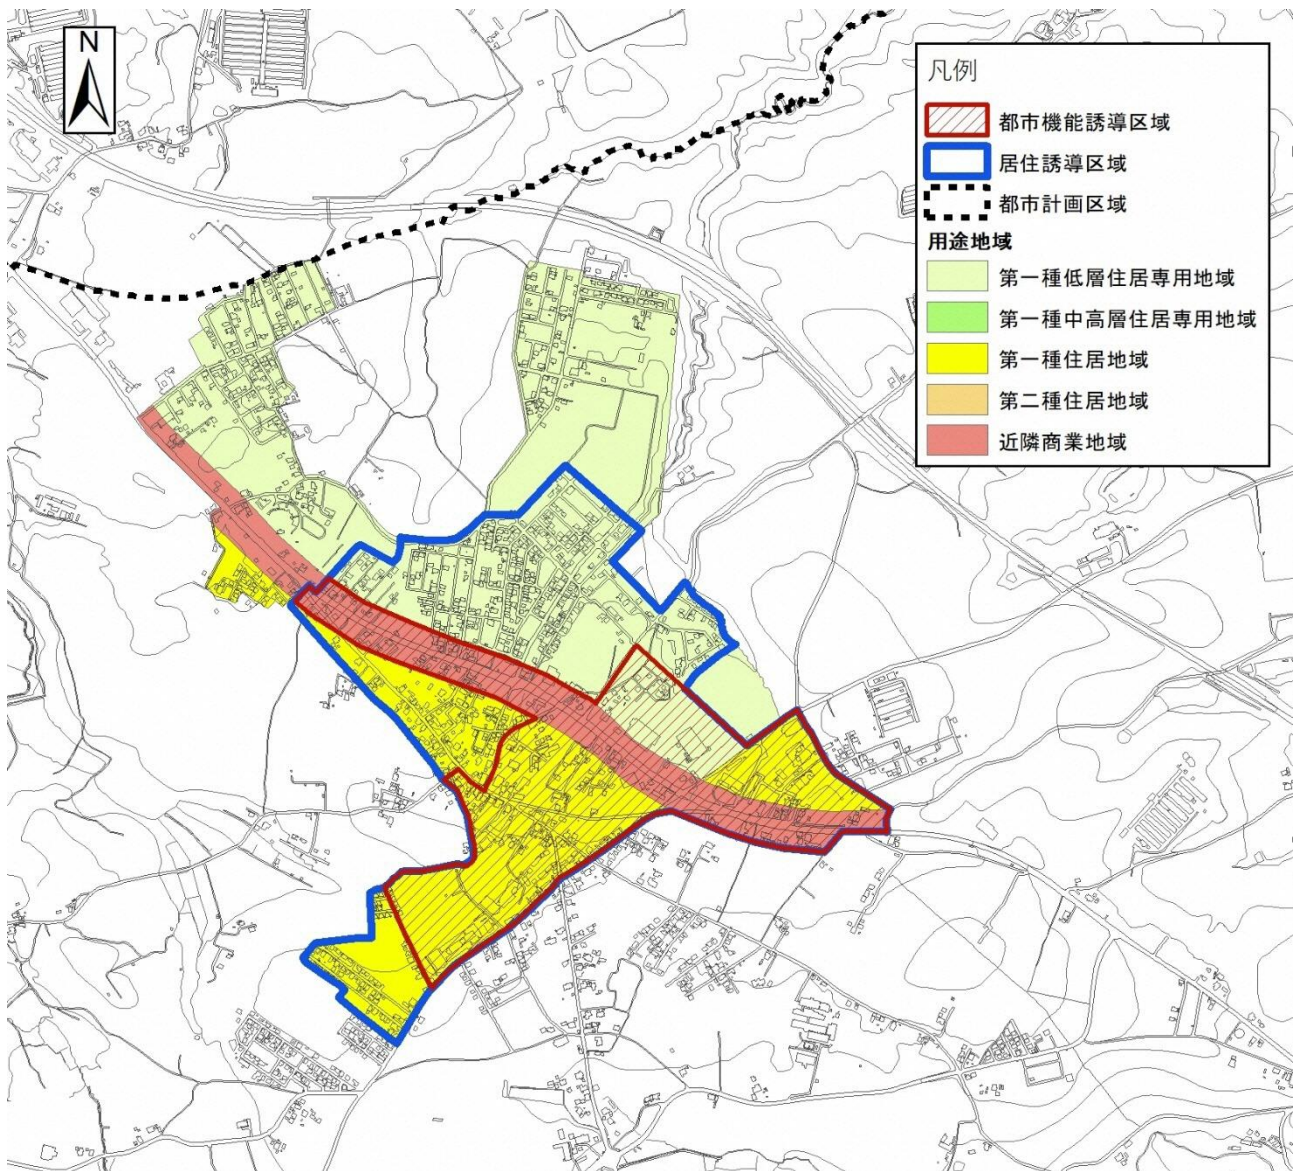 N
凡例
都市機能誘導区域
居住誘導区域
都市計画区域
用途地域
第一種低層住居専用地域
第一種中高層住居専用地域
第一種住居地域
第二種住居地域
近隣商業地域